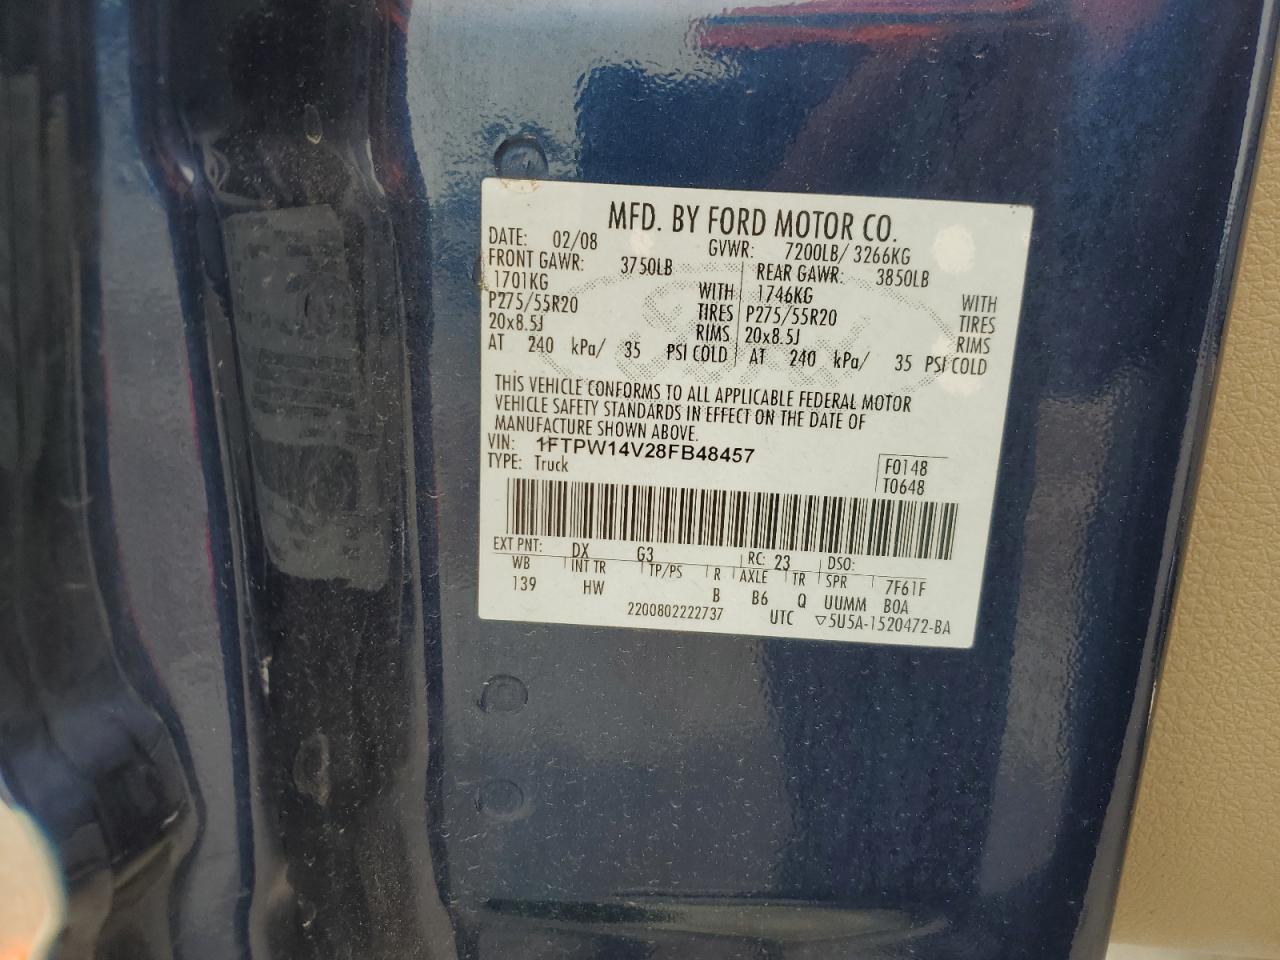 MFD. BY FORD MOTOR CO.
DATE: 02/08 GVWR: 7200LB/ 3266KG
FRONT GAWR: 3750LB REAR GAWR: 3850LB
1701KG WITH 1746KG WITH
P275/55R20 TIRES P275/55R20 TIRES
20x8.5J RIMS 20x8.5J RIMS
AT 240 kPa/ 35 PSI COLD AT 240 kPa/ 35 PSI COLD
THIS VEHICLE CONFORMS TO ALL APPLICABLE FEDERAL MOTOR
VEHICLE SAFETY STANDARDS IN EFFECT ON THE DATE OF
MANUFACTURE SHOWN ABOVE.
VIN: 1FTPW14V28FB48457
TYPE: Truck
F0148
T0648
EXT PNT: DX G3 RC: 23 DSO:
WB INT TR TP/PS R AXLE TR SPR 7F61F
139 HW B B6 Q UUMM BOA
2200802222737 UTC ▽5U5A-1520472-BA